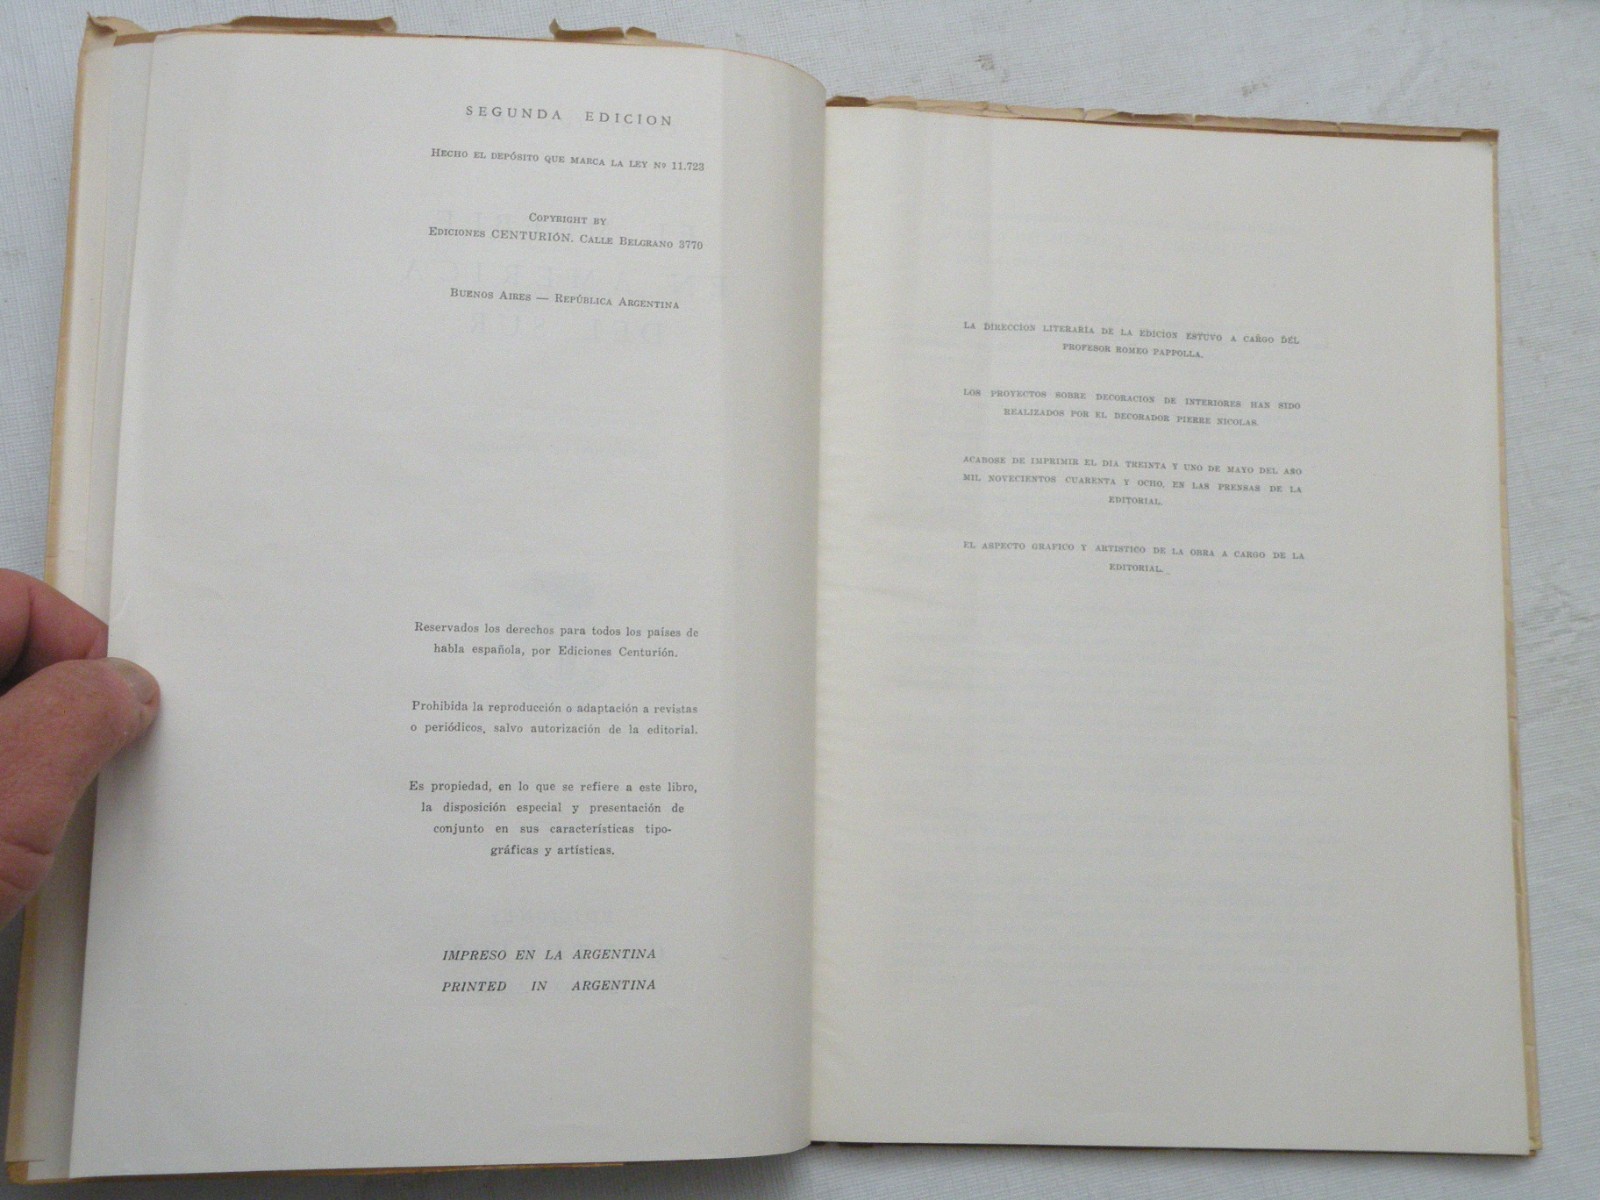 SEGUNDA EDICION
HECHO EL DEPÓSITO QUE MARCA LA LEY Nº 11.723
COPYRIGHT BY
EDICIONES CENTURIÓN. CALLE BELGRANO 3770
BUENOS AIRES — REPÚBLICA ARGENTINA
Reservados los derechos para todos los países de
habla española, por Ediciones Centurión.
Prohibida la reproducción o adaptación a revistas
o periódicos, salvo autorización de la editorial.
Es propiedad, en lo que se refiere a este libro,
la disposición especial y presentación de
conjunto en sus características tipo-
gráficas y artísticas.
IMPRESO EN LA ARGENTINA
PRINTED IN ARGENTINA
LA DIRECCION LITERARIA DE LA EDICION ESTUVO A CARGO DEL
PROFESOR ROMEO PAPPOLLA.
LOS PROYECTOS SOBRE DECORACION DE INTERIORES HAN SIDO
REALIZADOS POR EL DECORADOR PIERRE NICOLAS.
ACABOSE DE IMPRIMIR EL DIA TREINTA Y UNO DE MAYO DEL AÑO
MIL NOVECIENTOS CUARENTA Y OCHO, EN LAS PRENSAS DE LA
EDITORIAL.
EL ASPECTO GRAFICO Y ARTISTICO DE LA OBRA A CARGO DE LA
EDITORIAL.